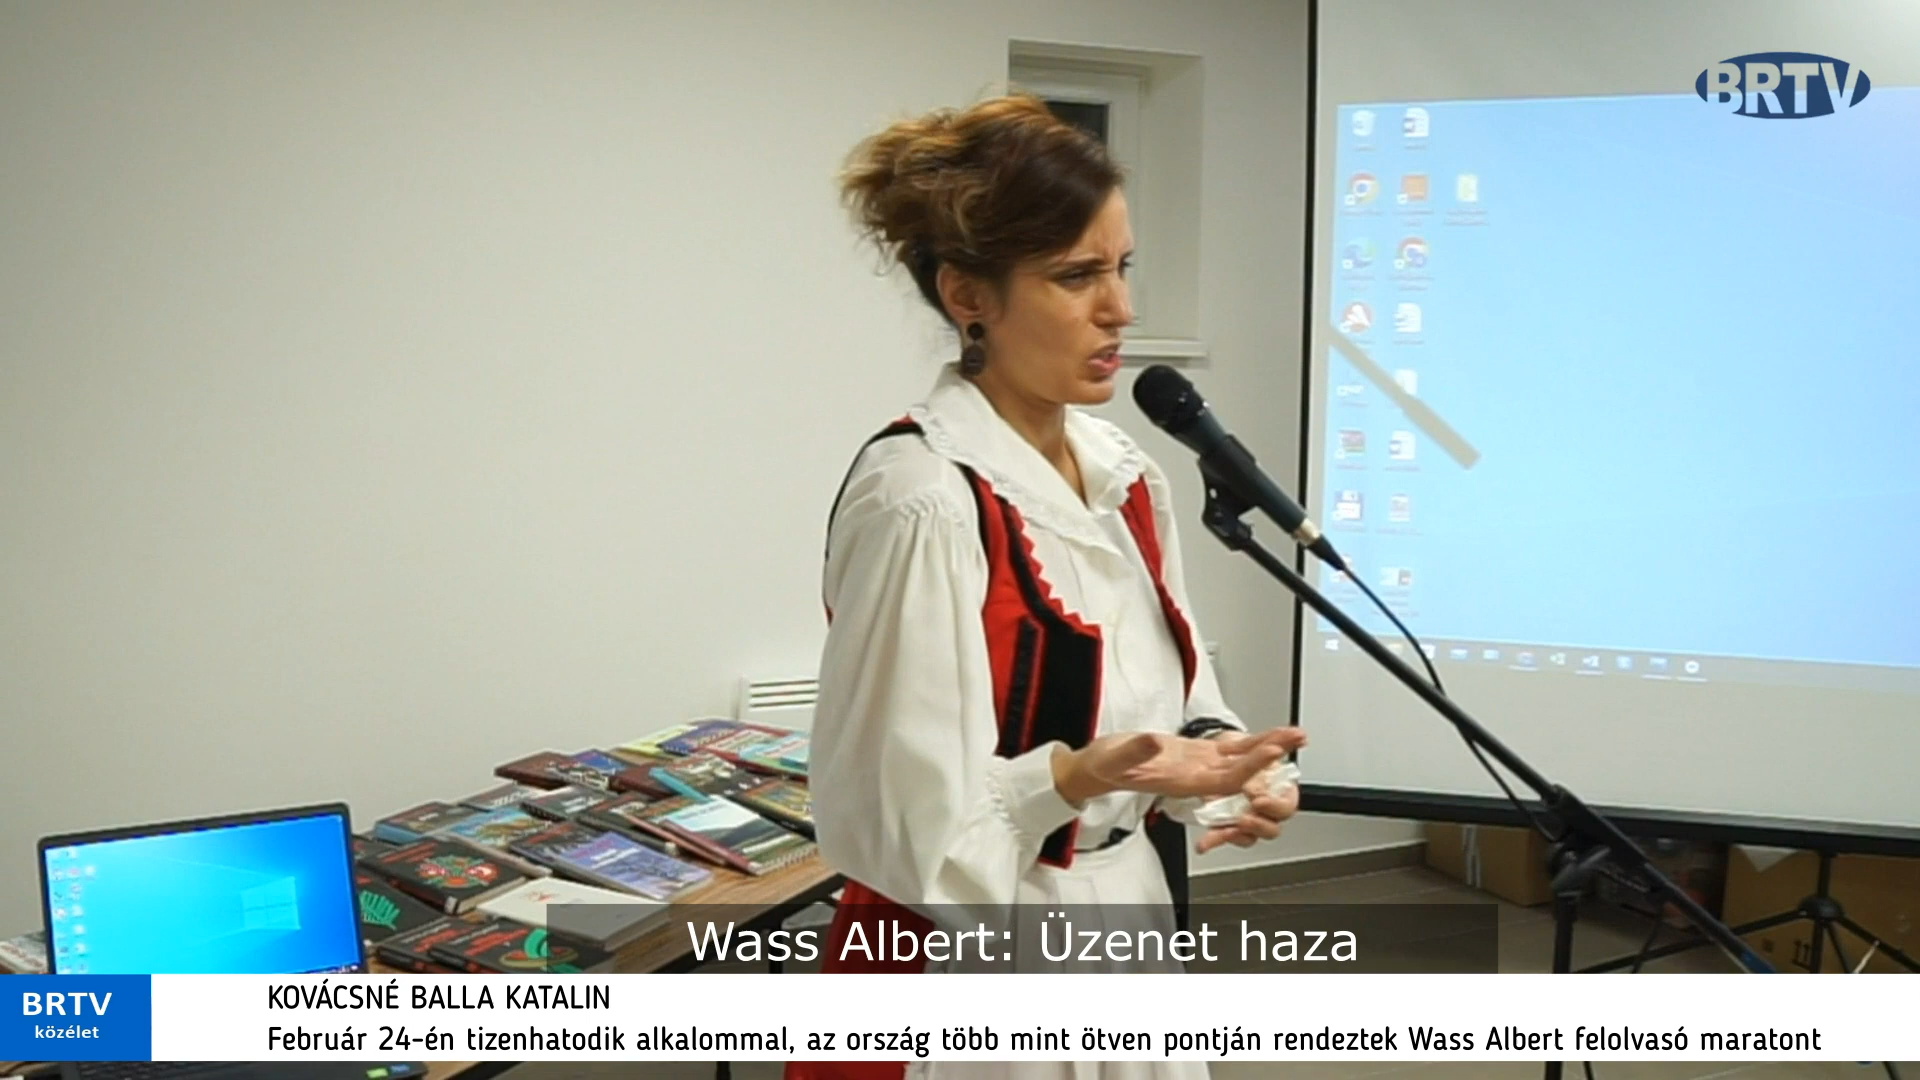 BRTV
Wass Albert: Üzenet haza
BRTV
közélet
KOVÁCSNÉ BALLA KATALIN
Február 24-én tizenhatodik alkalommal, az ország több mint ötven pontján rendeztek Wass Albert felolvasó maratont